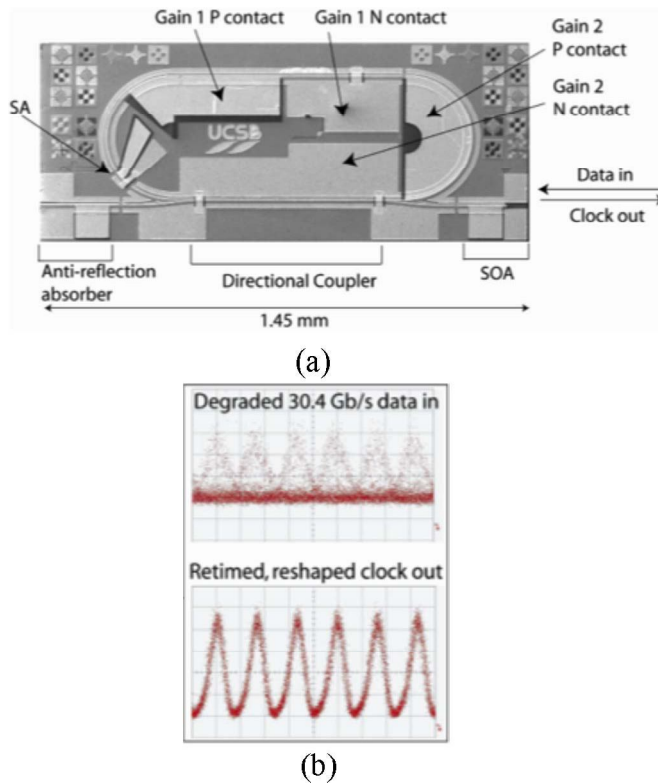 Gain 1 P contact
Gain 1 N contact
Gain 2
P contact
Gain 2
N contact
SA
UCSB
Data in
Clock out
Anti-reflection
absorber
Directional Coupler
SOA
1.45 mm
(a)
Degraded 30.4 Gb/s data in
Retimed, reshaped clock out
(b)